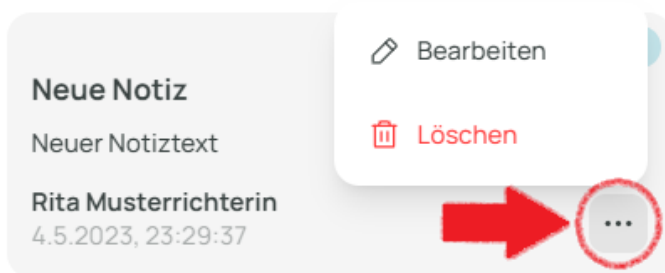 Bearbeiten
Löschen
Neue Notiz
Neuer Notiztext
Rita Musterrichterin
4.5.2023, 23:29:37